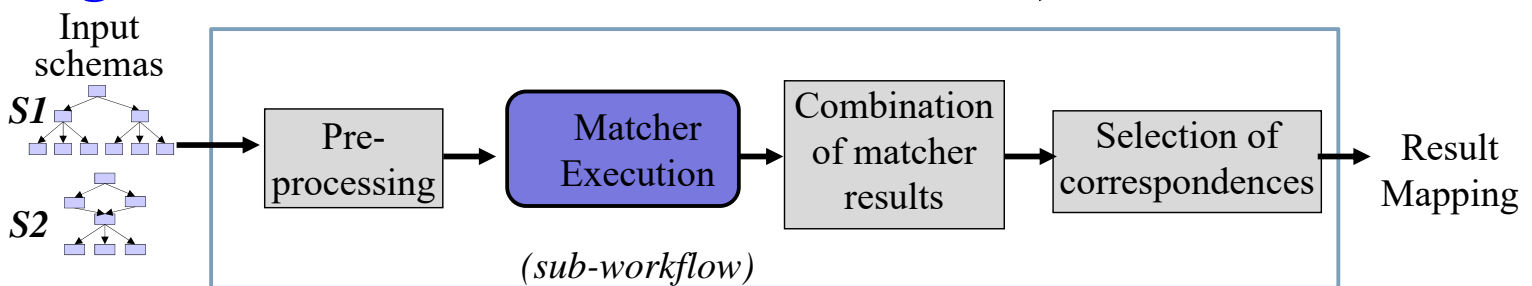 Input
schemas
S1
S2
Pre-
processing
Matcher
Execution
Combination
of matcher
results
Selection of
correspondences
Result
Mapping
(sub-workflow)